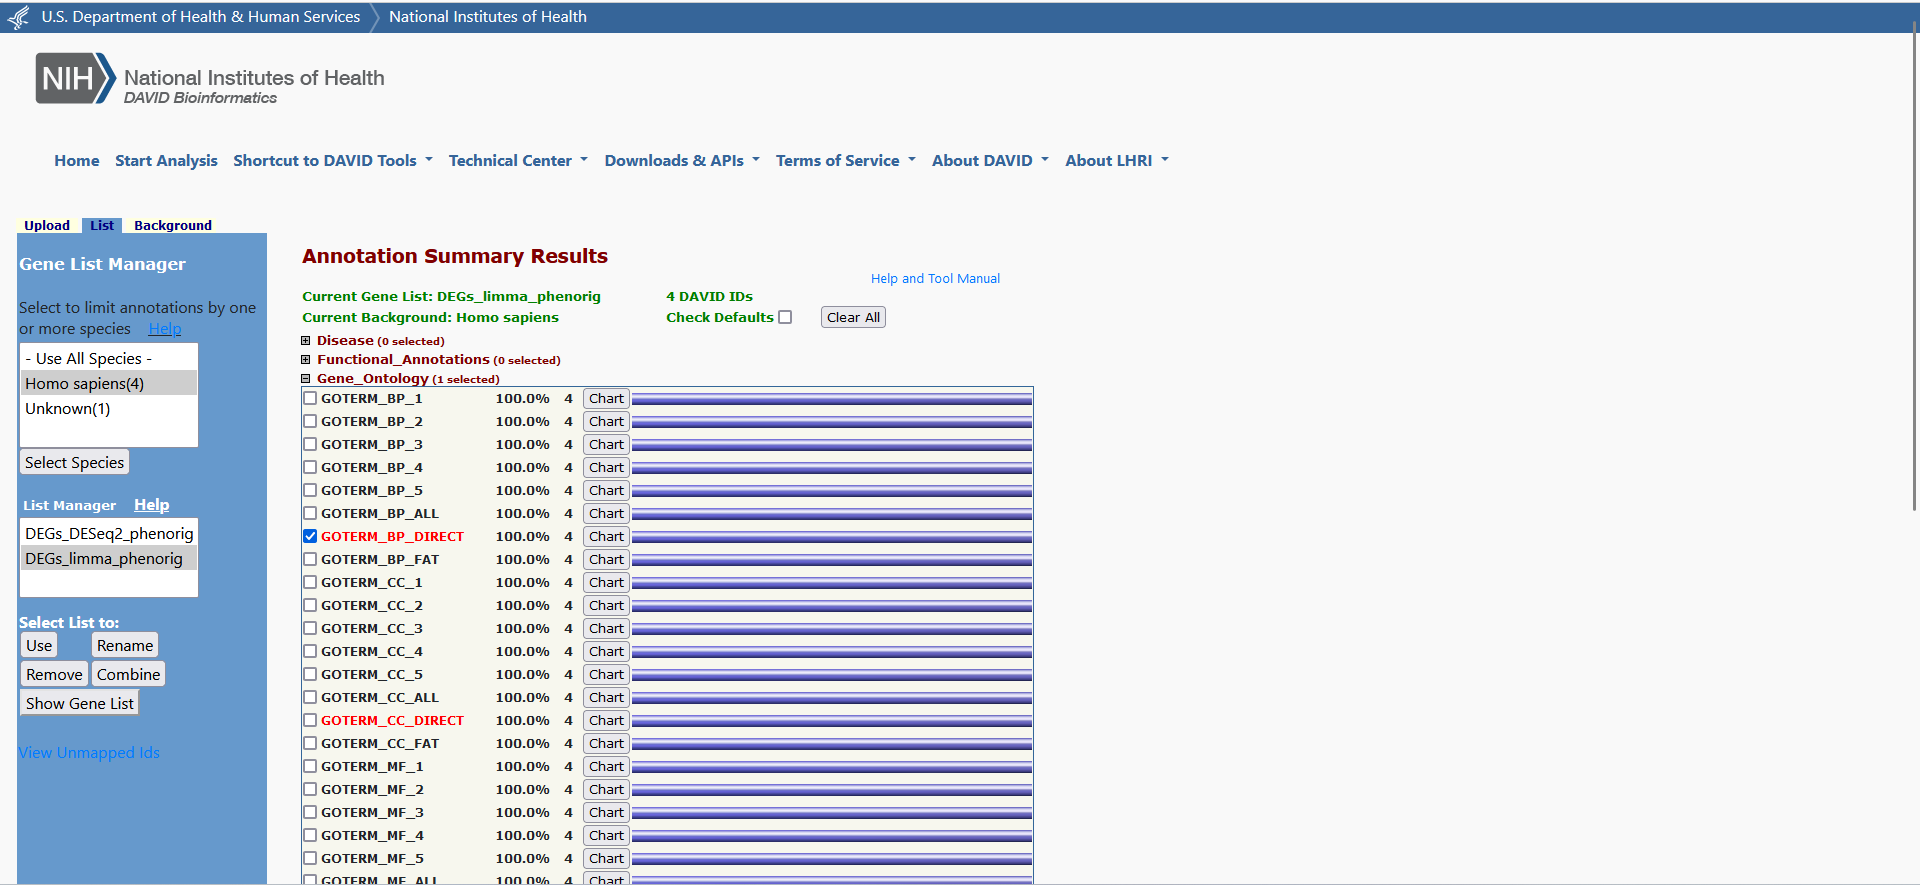 U.S. Department of Health & Human Services National Institutes of Health
NIH National Institutes of Health
DAVID Bioinformatics
Home Start Analysis Shortcut to DAVID Tools Technical Center Downloads & APIs Terms of Service About DAVID About LHRI
Upload List Background
Gene List Manager
Select to limit annotations by one
or more species Help
- Use All Species -
Homo sapiens(4)
Unknown(1)
Select Species
List Manager Help
DEGs_DESeq2_phenorig
DEGs_limma_phenorig
Select List to:
Use Rename
Remove Combine
Show Gene List
View Unmapped Ids
Annotation Summary Results
Help and Tool Manual
Current Gene List: DEGs_limma_phenorig 4 DAVID IDs
Current Background: Homo sapiens Check Defaults Clear All
Disease (0 selected)
Functional_Annotations (0 selected)
Gene_Ontology (1 selected)
GOTERM_BP_1 100.0% 4 Chart
GOTERM_BP_2 100.0% 4 Chart
GOTERM_BP_3 100.0% 4 Chart
GOTERM_BP_4 100.0% 4 Chart
GOTERM_BP_5 100.0% 4 Chart
GOTERM_BP_ALL 100.0% 4 Chart
GOTERM_BP_DIRECT 100.0% 4 Chart
GOTERM_BP_FAT 100.0% 4 Chart
GOTERM_CC_1 100.0% 4 Chart
GOTERM_CC_2 100.0% 4 Chart
GOTERM_CC_3 100.0% 4 Chart
GOTERM_CC_4 100.0% 4 Chart
GOTERM_CC_5 100.0% 4 Chart
GOTERM_CC_ALL 100.0% 4 Chart
GOTERM_CC_DIRECT 100.0% 4 Chart
GOTERM_CC_FAT 100.0% 4 Chart
GOTERM_MF_1 100.0% 4 Chart
GOTERM_MF_2 100.0% 4 Chart
GOTERM_MF_3 100.0% 4 Chart
GOTERM_MF_4 100.0% 4 Chart
GOTERM_MF_5 100.0% 4 Chart
GOTERM_MF_ALL 100.0% 4 Chart